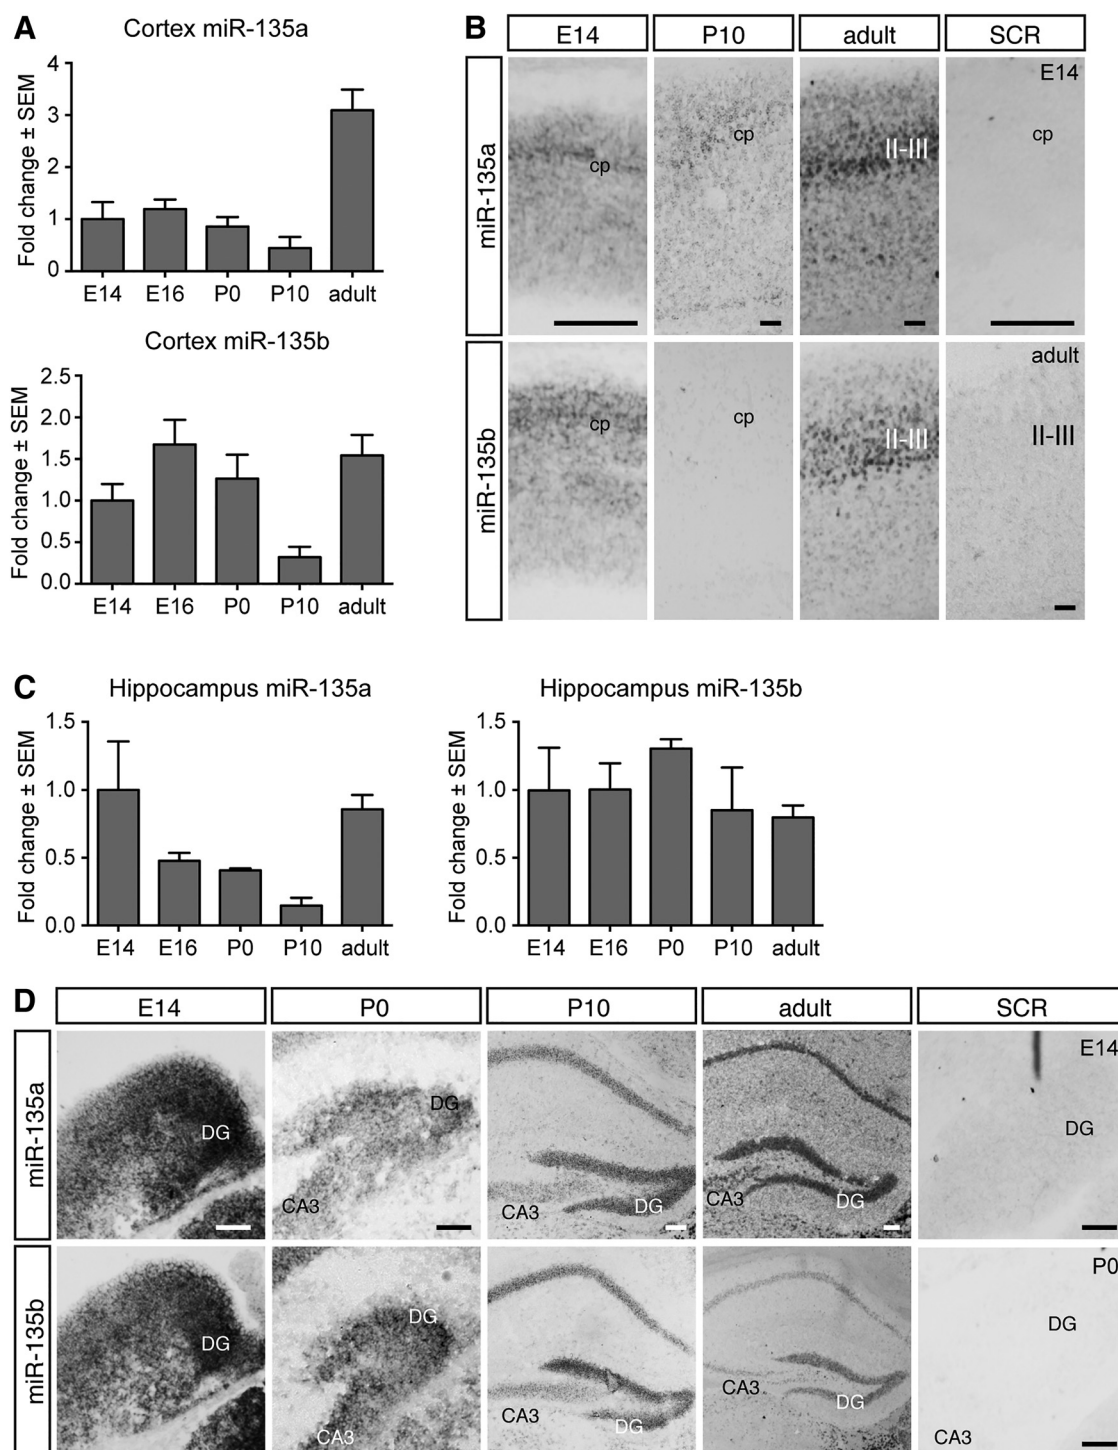 A
Cortex miR-135a
Fold change ± SEM
4
3
2
1
0
E14 E16 P0 P10 adult
Cortex miR-135b
Fold change ± SEM
2.5
2.0
1.5
1.0
0.5
0.0
E14 E16 P0 P10 adult
B
E14 P10 adult SCR
miR-135a
cp
cp
II-III
E14
cp
miR-135b
cp
cp
II-III
adult
II-III
C
Hippocampus miR-135a
Fold change ± SEM
1.5
1.0
0.5
0.0
E14 E16 P0 P10 adult
Hippocampus miR-135b
Fold change ± SEM
1.5
1.0
0.5
0.0
E14 E16 P0 P10 adult
D
E14 P0 P10 adult SCR
miR-135a
DG
DG
CA3
CA3
DG
CA3
DG
E14
DG
miR-135b
DG
DG
CA3
CA3
DG
CA3
DG
P0
DG
CA3